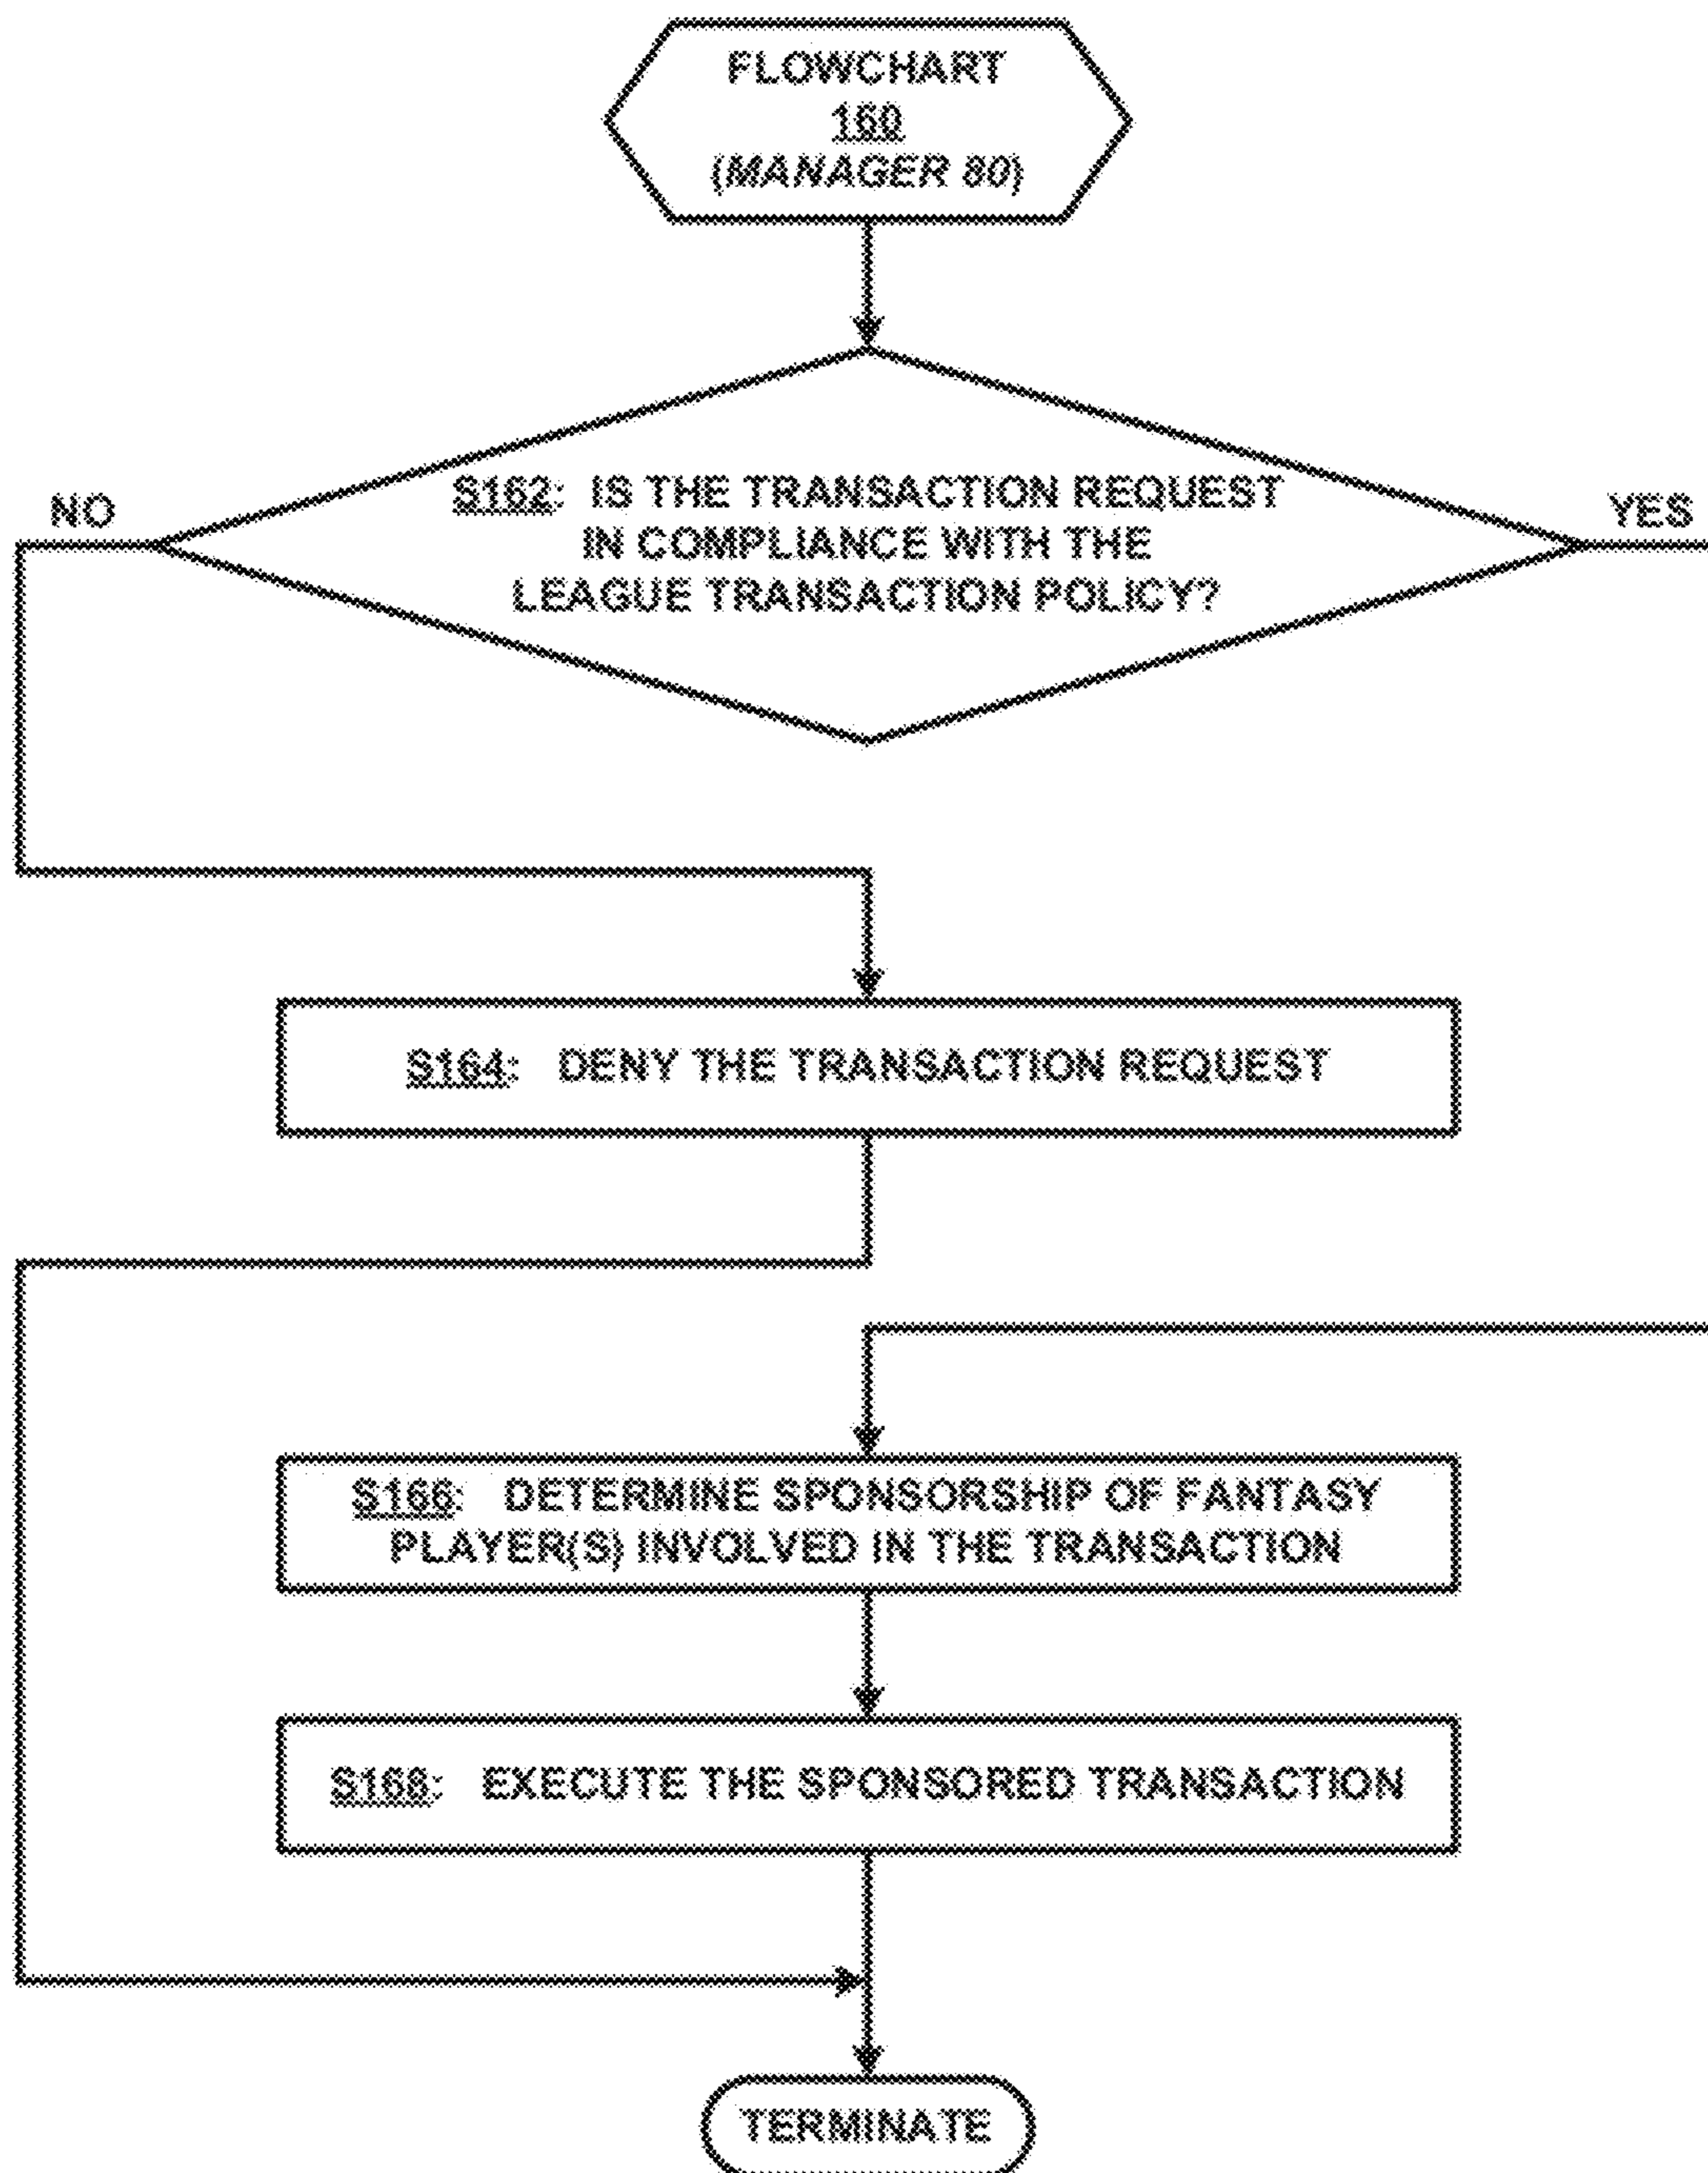 FLOWCHART
160
(MANAGER 80)
S162: IS THE TRANSACTION REQUEST
IN COMPLIANCE WITH THE
LEAGUE TRANSACTION POLICY?
NO
YES
S164: DENY THE TRANSACTION REQUEST
S166: DETERMINE SPONSORSHIP OF FANTASY
PLAYER(S) INVOLVED IN THE TRANSACTION
S168: EXECUTE THE SPONSORED TRANSACTION
TERMINATE